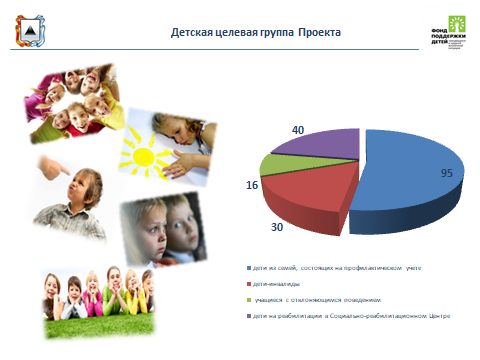 Детская целевая группа Проекта
ФОНД
ПОДДЕРЖКИ
ДЕТЕЙ
40
95
16
30
дети из семей, состоящих на профилактическом учете
дети-инвалиды
учащиеся с отклоняющимся поведением
дети на реабилитации в Социально-реабилитационном Центре